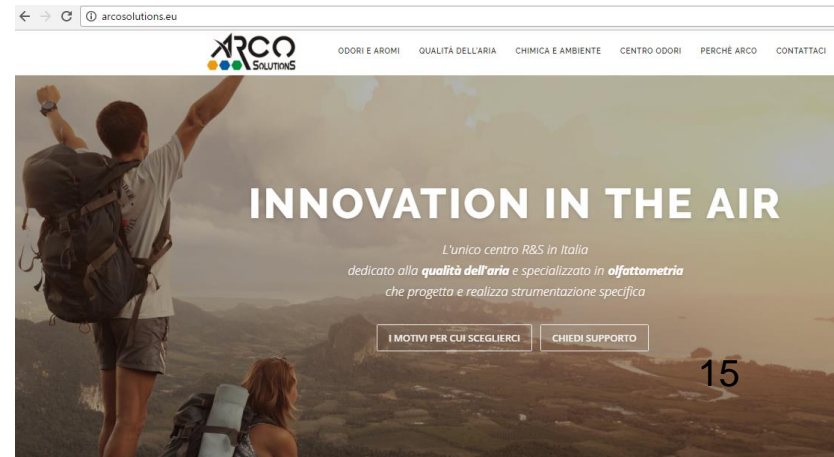 arcosolutions.eu
ARCO
SOLUTIONS
ODORI E AROMI QUALITÀ DELL'ARIA CHIMICA E AMBIENTE CENTRO ODORI PERCHÈ ARCO CONTATTACI
INNOVATION IN THE AIR
L'unico centro R&S in Italia
dedicato alla qualità dell'aria e specializzato in olfattometria
che progetta e realizza strumentazione specifica
I MOTIVI PER CUI SCEGLIERCI CHIEDI SUPPORTO
15